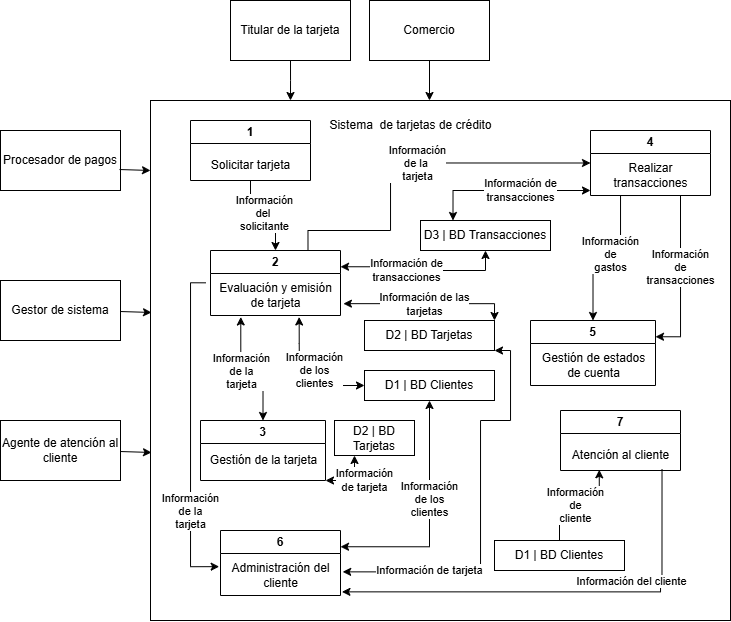 Titular de la tarjeta
Comercio
Procesador de pagos
Gestor de sistema
Agente de atención al
cliente
Sistema de tarjetas de crédito
1
Solicitar tarjeta
Información
del
solicitante
Información
de la
tarjeta
4
Realizar
transacciones
Información de
transacciones
D3 | BD Transacciones
2
Evaluación y emisión
de tarjeta
Información de
transacciones
Información
de
gastos
Información
de
transacciones
Información de las
tarjetas
D2 | BD Tarjetas
5
Gestión de estados
de cuenta
Información
de la
tarjeta
Información
de los
clientes
D1 | BD Clientes
3
Gestión de la tarjeta
D2 | BD
Tarjetas
Información
de tarjeta
7
Atención al cliente
Información
de los
clientes
Información
de la
tarjeta
Información
de
cliente
6
Administración del
cliente
D1 | BD Clientes
Información de tarjeta
Información del cliente